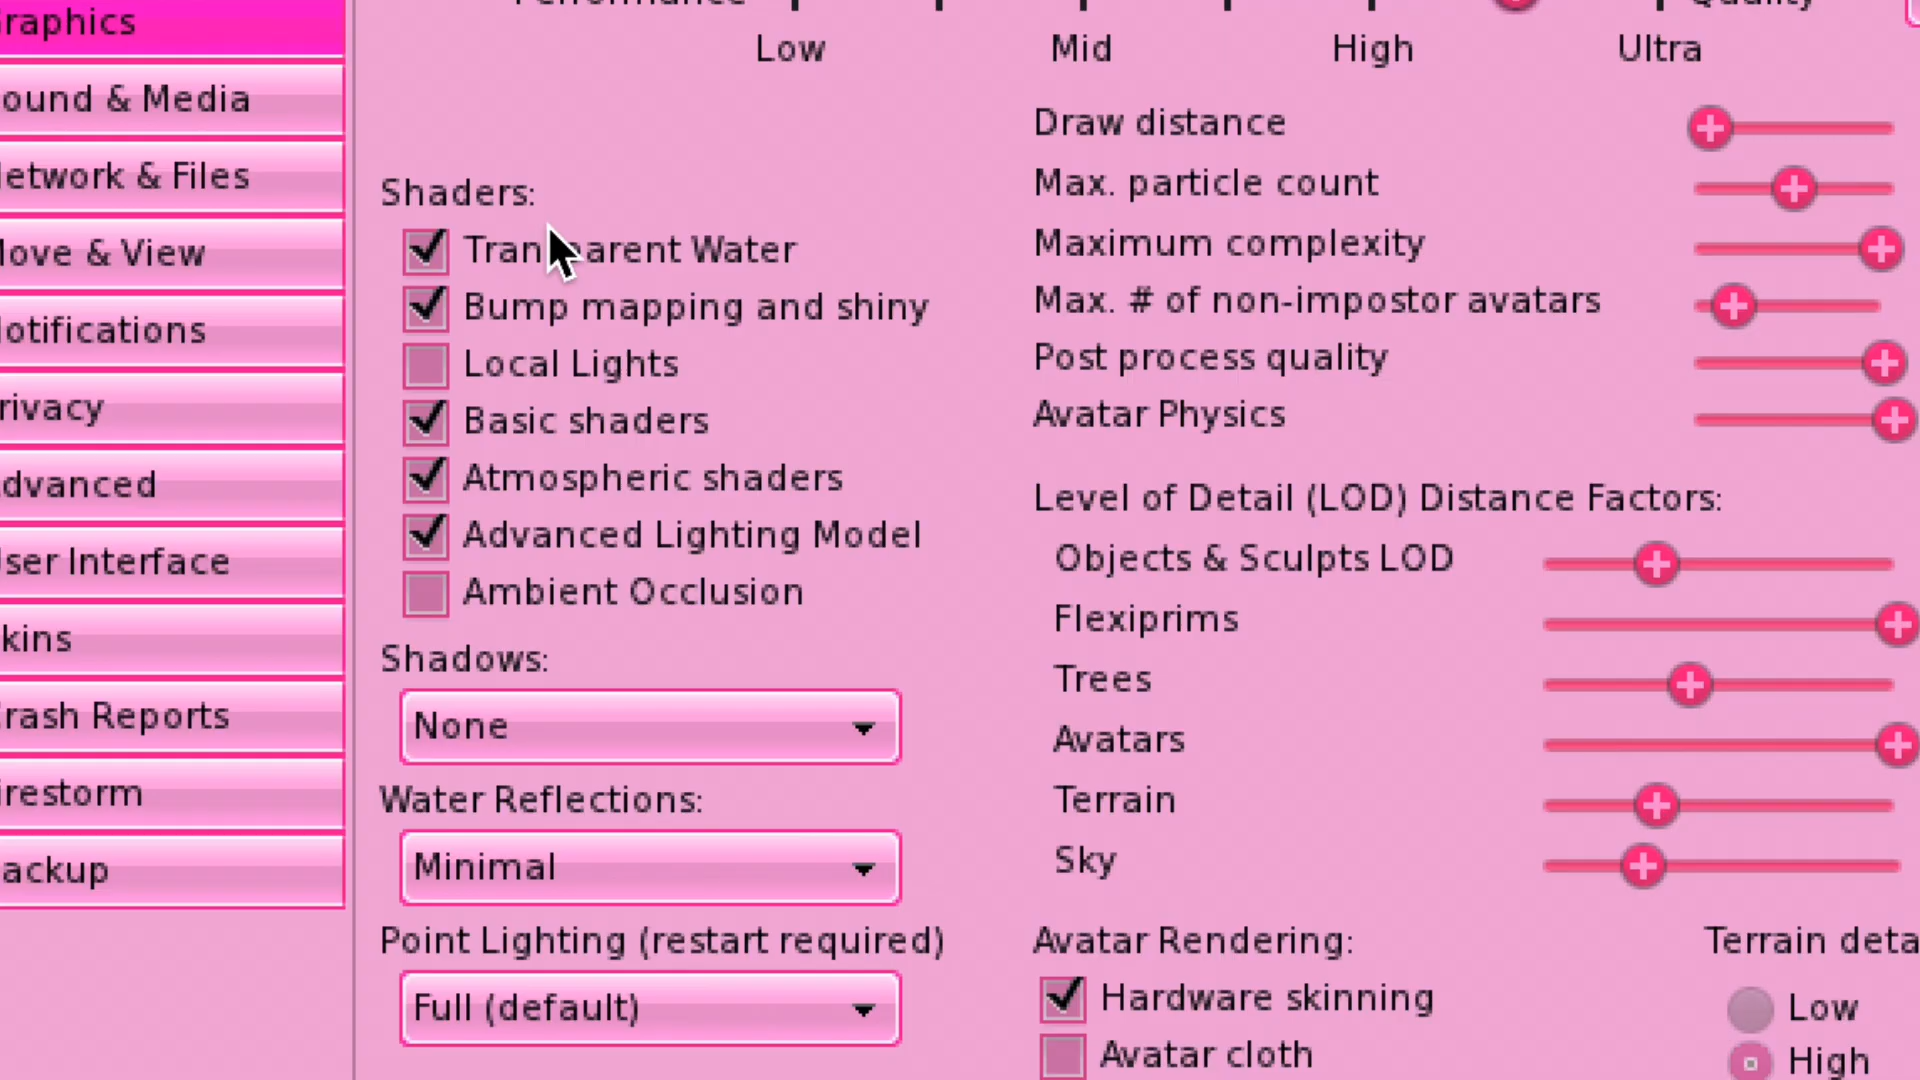 raphics
ound & Media
etwork & Files
ove & View
otifications
rivacy
dvanced
ser Interface
kins
rash Reports
irestorm
ackup
Performance
Quality
Low
Mid
High
Ultra
Shaders:
Transparent Water
Bump mapping and shiny
Local Lights
Basic shaders
Atmospheric shaders
Advanced Lighting Model
Ambient Occlusion
Shadows:
None
Water Reflections:
Minimal
Point Lighting (restart required)
Full (default)
Draw distance
Max. particle count
Maximum complexity
Max. # of non-impostor avatars
Post process quality
Avatar Physics
Level of Detail (LOD) Distance Factors:
Objects & Sculpts LOD
Flexiprims
Trees
Avatars
Terrain
Sky
Avatar Rendering:
Hardware skinning
Avatar cloth
Terrain deta
Low
High